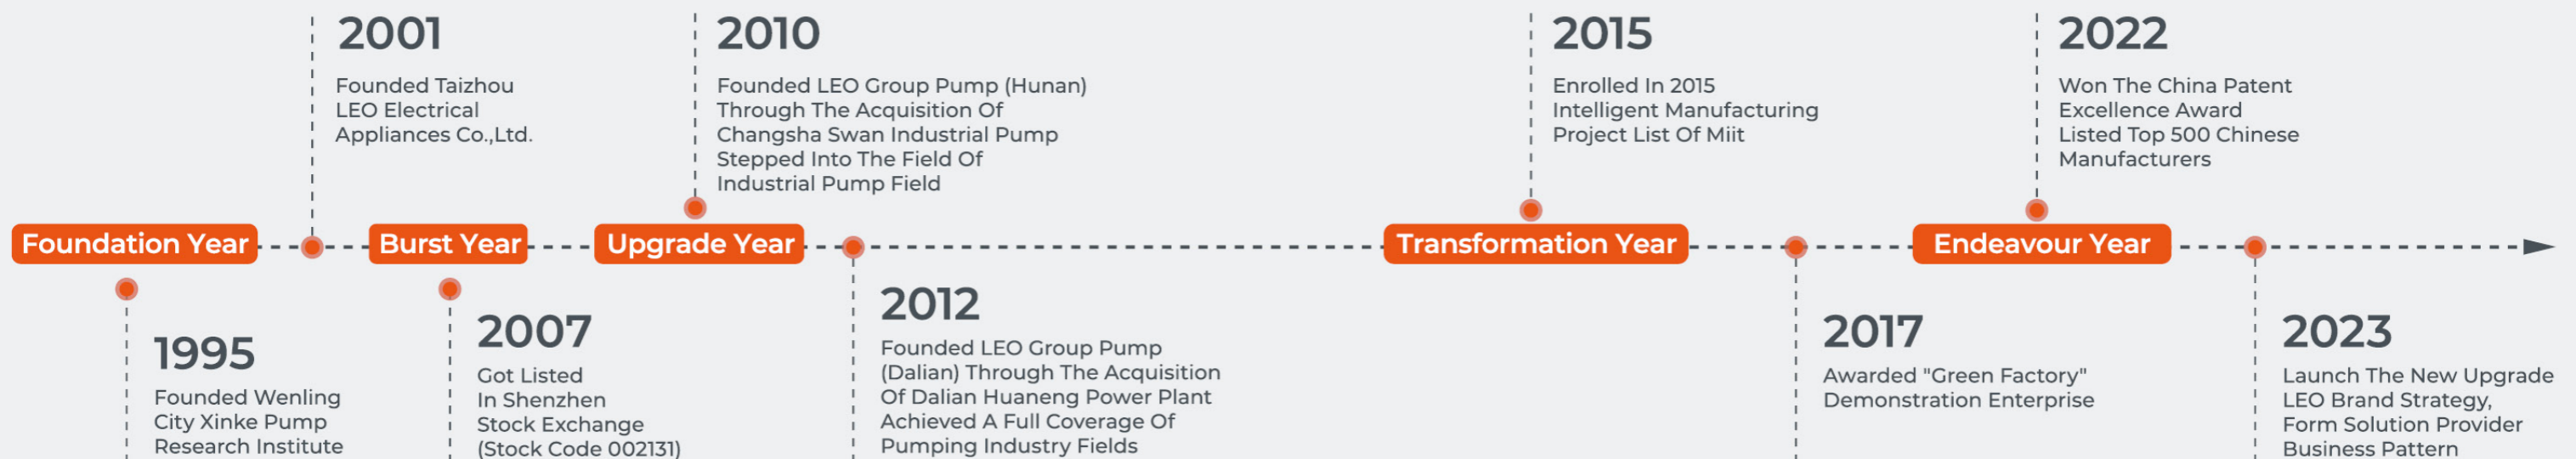 2001
Founded Taizhou
LEO Electrical
Appliances Co.,Ltd.
2010
Founded LEO Group Pump (Hunan)
Through The Acquisition Of
Changsha Swan Industrial Pump
Stepped Into The Field Of
Industrial Pump Field
2015
Enrolled In 2015
Intelligent Manufacturing
Project List Of Miit
2022
Won The China Patent
Excellence Award
Listed Top 500 Chinese
Manufacturers
Foundation Year
Burst Year
Upgrade Year
Transformation Year
Endeavour Year
1995
Founded Wenling
City Xinke Pump
Research Institute
2007
Got Listed
In Shenzhen
Stock Exchange
(Stock Code 002131)
2012
Founded LEO Group Pump
(Dalian) Through The Acquisition
Of Dalian Huaneng Power Plant
Achieved A Full Coverage Of
Pumping Industry Fields
2017
Awarded "Green Factory"
Demonstration Enterprise
2023
Launch The New Upgrade
LEO Brand Strategy,
Form Solution Provider
Business Pattern